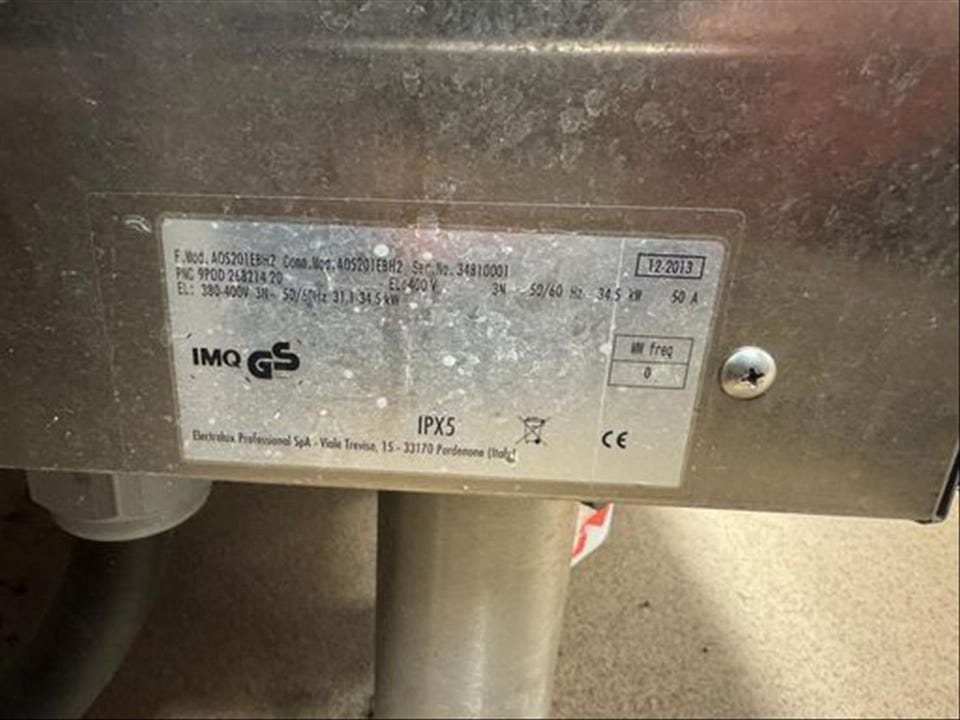 F.Mod. AOS201EBH2 Comm.Mod. AOS201EBH2 Ser.No. 34810001
12-2013
PNC 9PDD 268214 20 EL: 400 V 3N~ 50/60 Hz 34.5 kW 50 A
EL: 380-400V 3N~ 50/60Hz 31.1 34.5 kW
MW freq
0
IMQ GS
IPX5
CE
Electrolux Professional SpA - Viale Treviso, 15 - 33170 Pordenone (Italy)